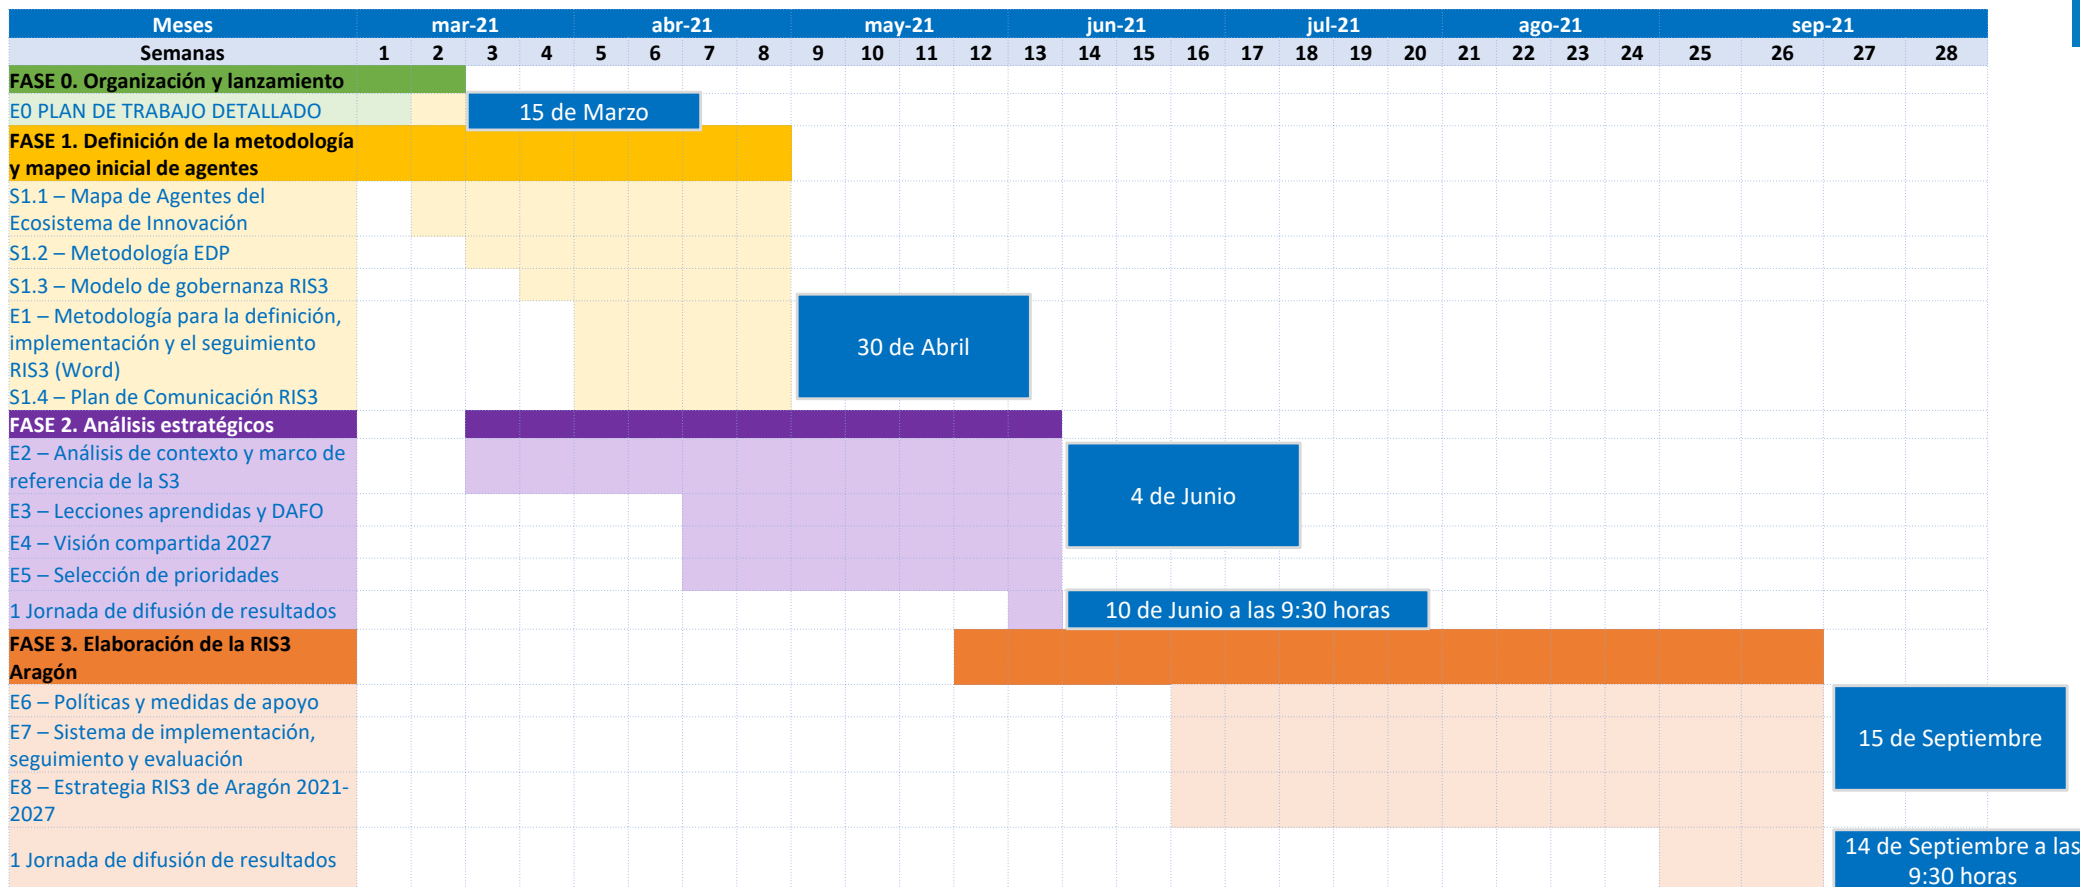 Meses mar-21 abr-21 may-21 jun-21 jul-21 ago-21 sep-21
Semanas 1 2 3 4 5 6 7 8 9 10 11 12 13 14 15 16 17 18 19 20 21 22 23 24 25 26 27 28
FASE 0. Organización y lanzamiento
E0 PLAN DE TRABAJO DETALLADO
15 de Marzo
FASE 1. Definición de la metodología
y mapeo inicial de agentes
S1.1 – Mapa de Agentes del
Ecosistema de Innovación
S1.2 – Metodología EDP
S1.3 – Modelo de gobernanza RIS3
E1 – Metodología para la definición,
implementación y el seguimiento
RIS3 (Word)
S1.4 – Plan de Comunicación RIS3
30 de Abril
FASE 2. Análisis estratégicos
E2 – Análisis de contexto y marco de
referencia de la S3
E3 – Lecciones aprendidas y DAFO
E4 – Visión compartida 2027
4 de Junio
E5 – Selección de prioridades
1 Jornada de difusión de resultados
10 de Junio a las 9:30 horas
FASE 3. Elaboración de la RIS3
Aragón
E6 – Políticas y medidas de apoyo
E7 – Sistema de implementación,
seguimiento y evaluación
E8 – Estrategia RIS3 de Aragón 2021-
2027
15 de Septiembre
1 Jornada de difusión de resultados
14 de Septiembre a las
9:30 horas